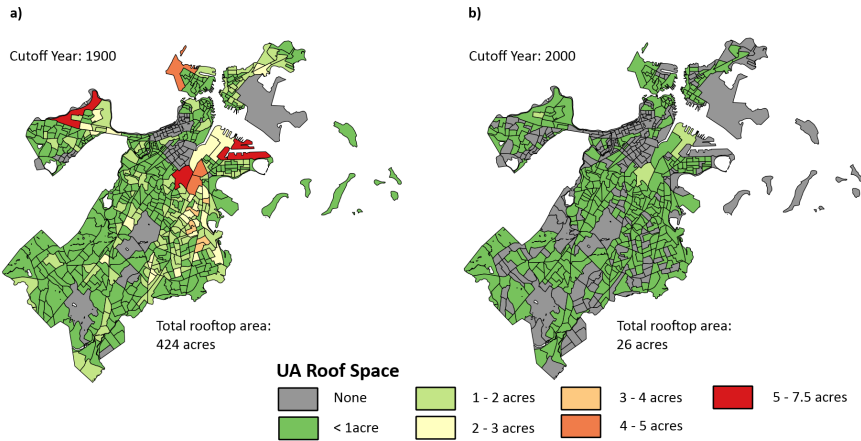 a)
Cutoff Year: 1900
Total rooftop area:
424 acres
b)
Cutoff Year: 2000
Total rooftop area:
26 acres
UA Roof Space
None
1 - 2 acres
3 - 4 acres
5 - 7.5 acres
< 1acre
2 - 3 acres
4 - 5 acres